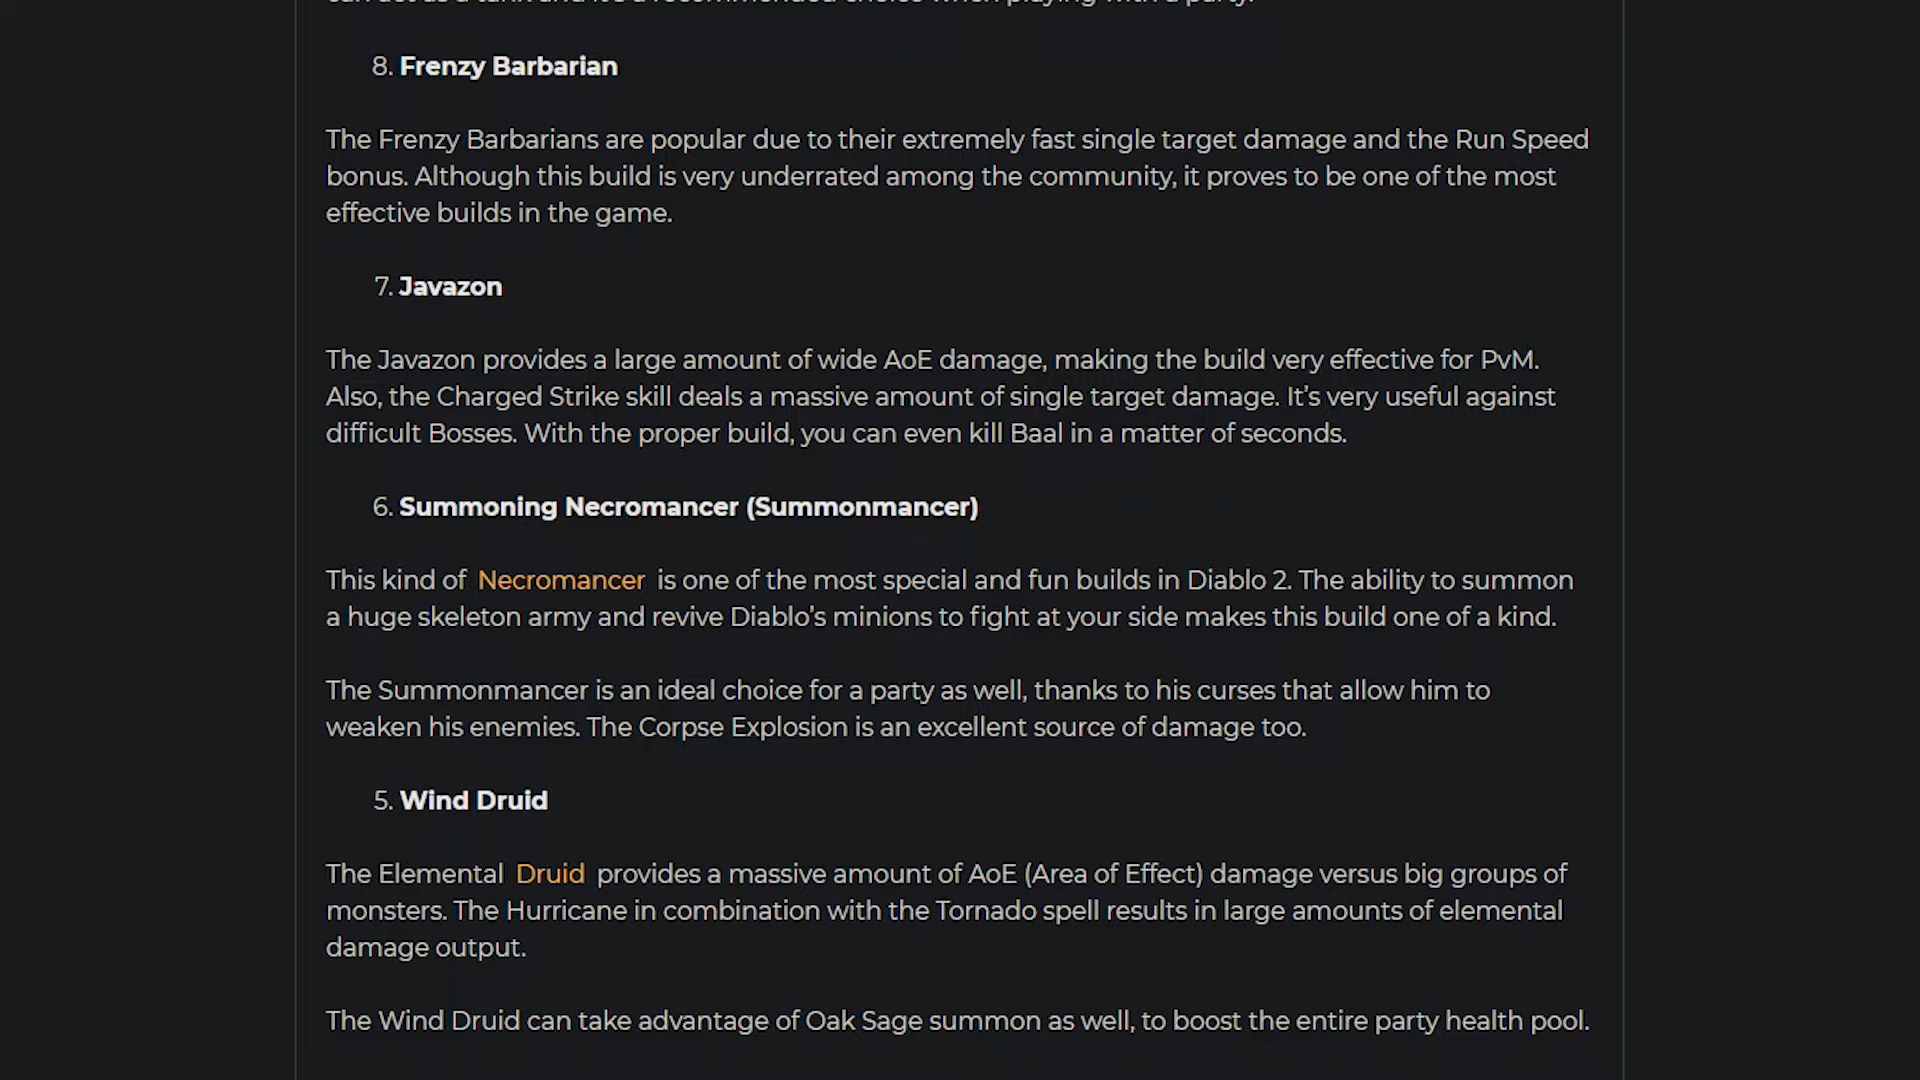 8. Frenzy Barbarian
The Frenzy Barbarians are popular due to their extremely fast single target damage and the Run Speed
bonus. Although this build is very underrated among the community, it proves to be one of the most
effective builds in the game.
7. Javazon
The Javazon provides a large amount of wide AoE damage, making the build very effective for PvM.
Also, the Charged Strike skill deals a massive amount of single target damage. It's very useful against
difficult Bosses. With the proper build, you can even kill Baal in a matter of seconds.
6. Summoning Necromancer (Summonmancer)
This kind of Necromancer is one of the most special and fun builds in Diablo 2. The ability to summon
a huge skeleton army and revive Diablo's minions to fight at your side makes this build one of a kind.
The Summonmancer is an ideal choice for a party as well, thanks to his curses that allow him to
weaken his enemies. The Corpse Explosion is an excellent source of damage too.
5. Wind Druid
The Elemental Druid provides a massive amount of AoE (Area of Effect) damage versus big groups of
monsters. The Hurricane in combination with the Tornado spell results in large amounts of elemental
damage output.
The Wind Druid can take advantage of Oak Sage summon as well, to boost the entire party health pool.